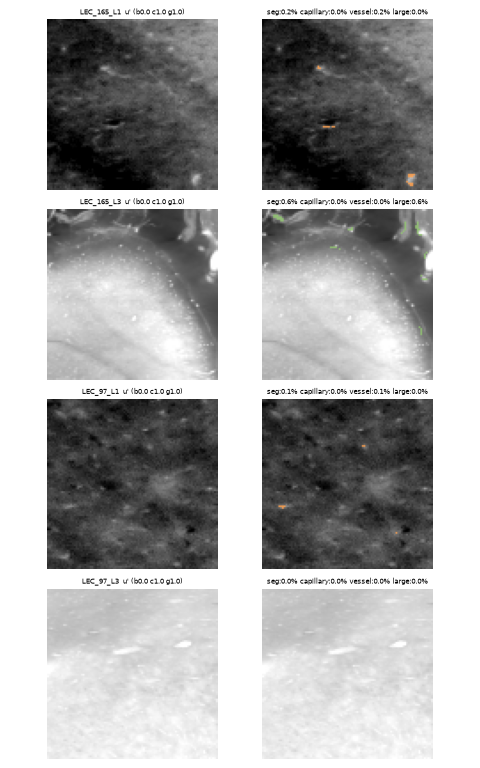 LEC_165_L1 u' (b0.0 c1.0 g1.0)
seg:0.2% capillary:0.0% vessel:0.2% large:0.0%
LEC_165_L3 u' (b0.0 c1.0 g1.0)
seg:0.6% capillary:0.0% vessel:0.0% large:0.6%
LEC_97_L1 u' (b0.0 c1.0 g1.0)
seg:0.1% capillary:0.0% vessel:0.1% large:0.0%
LEC_97_L3 u' (b0.0 c1.0 g1.0)
seg:0.0% capillary:0.0% vessel:0.0% large:0.0%